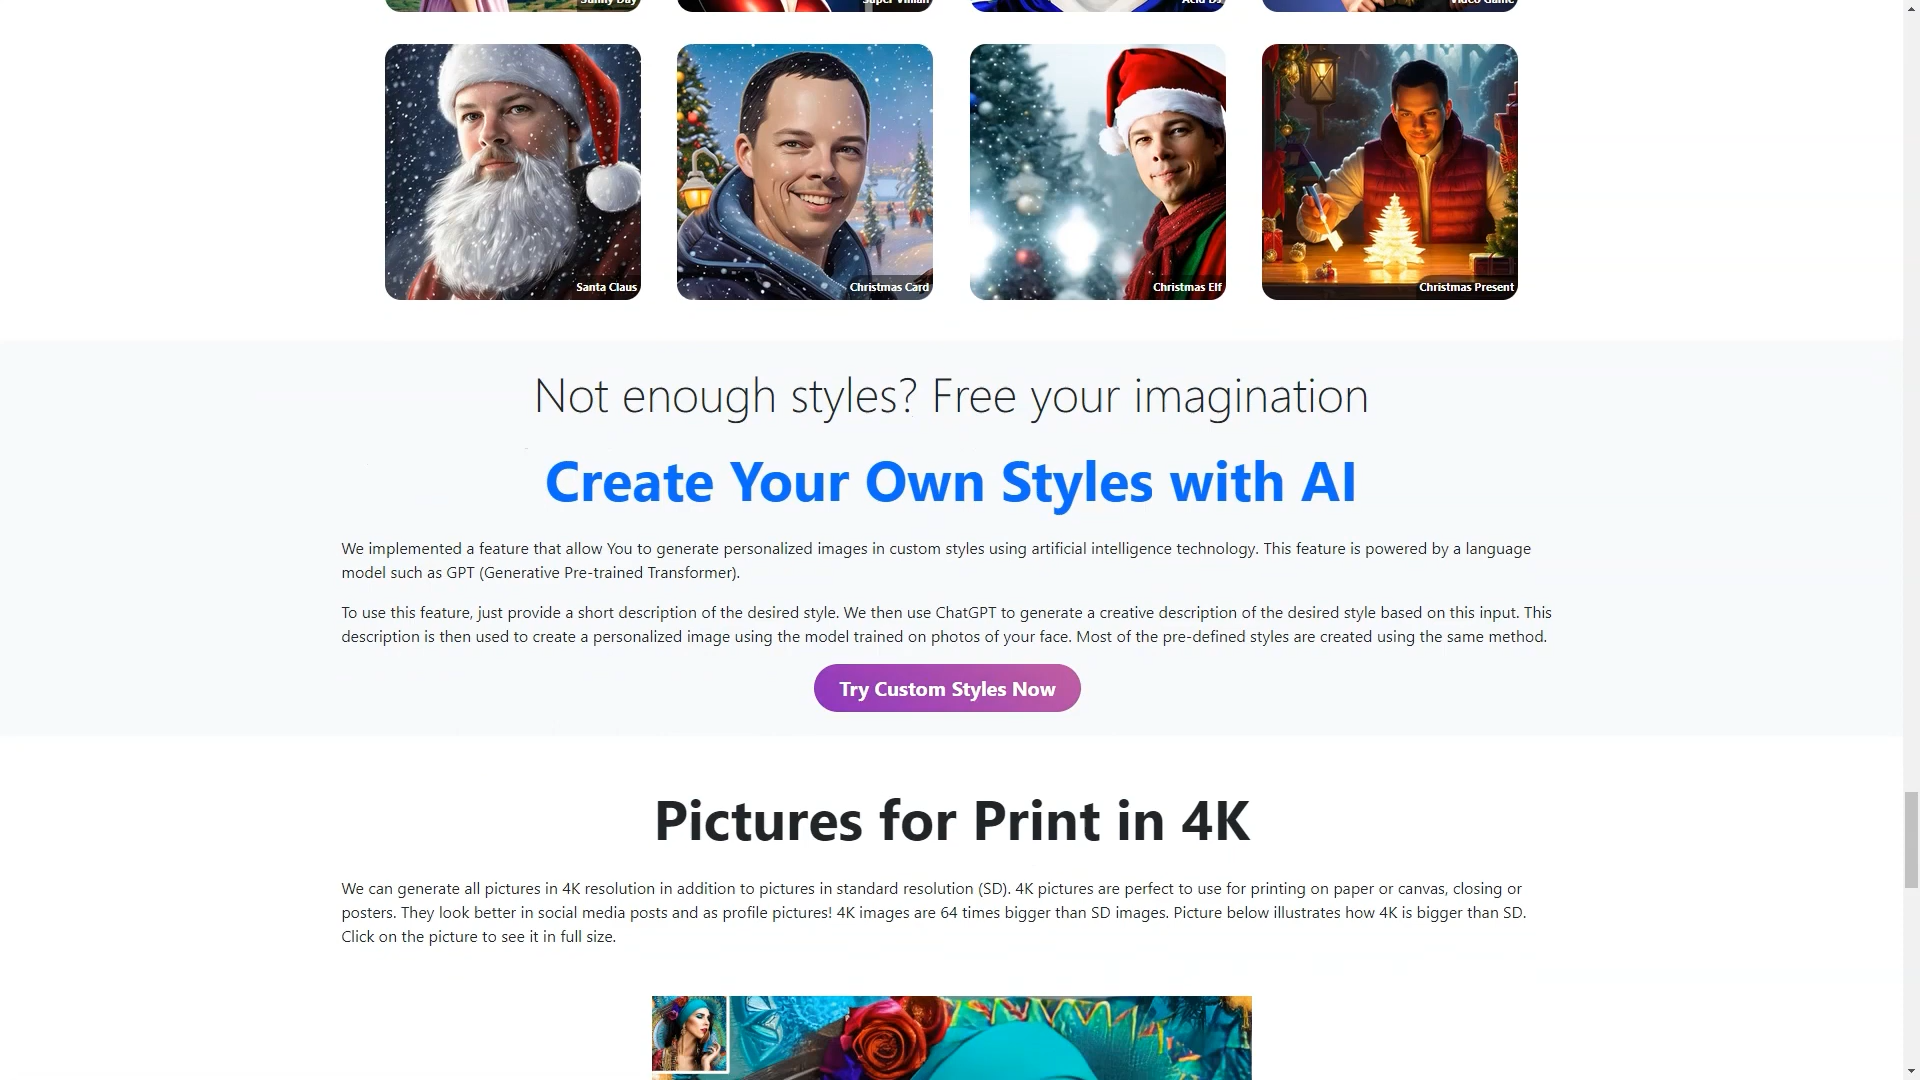 Sunny Day
Super Villain
Acid DJ
Video Game
Santa Claus
Christmas Card
Christmas Elf
Christmas Present
Not enough styles? Free your imagination
Create Your Own Styles with AI
We implemented a feature that allow You to generate personalized images in custom styles using artificial intelligence technology. This feature is powered by a language
model such as GPT (Generative Pre-trained Transformer).
To use this feature, just provide a short description of the desired style. We then use ChatGPT to generate a creative description of the desired style based on this input. This
description is then used to create a personalized image using the model trained on photos of your face. Most of the pre-defined styles are created using the same method.
Try Custom Styles Now
Pictures for Print in 4K
We can generate all pictures in 4K resolution in addition to pictures in standard resolution (SD). 4K pictures are perfect to use for printing on paper or canvas, closing or
posters. They look better in social media posts and as profile pictures! 4K images are 64 times bigger than SD images. Picture below illustrates how 4K is bigger than SD.
Click on the picture to see it in full size.